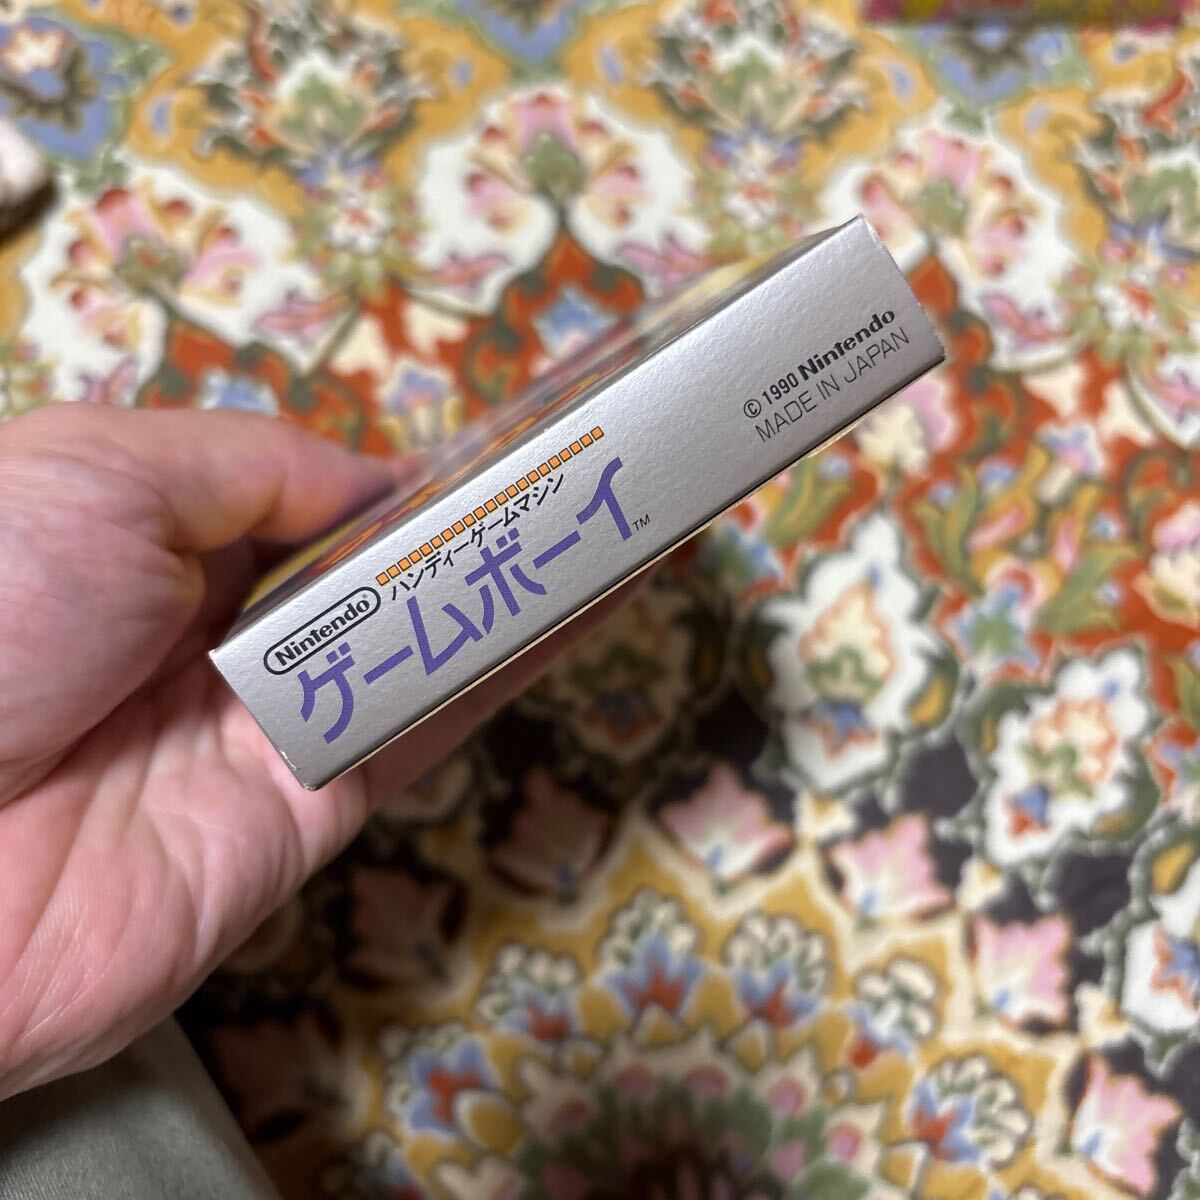 Nintendo®
ハンディーゲームマシン
ゲームボーイ™
© 1990 Nintendo
MADE IN JAPAN